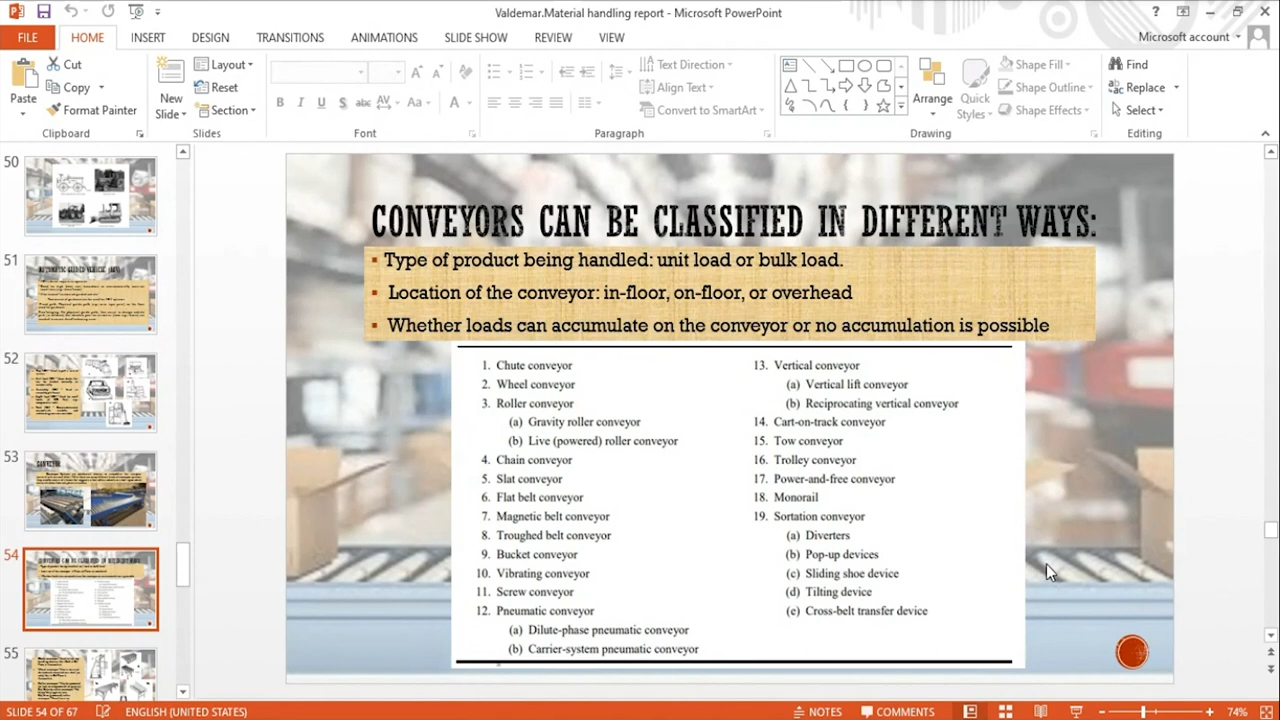 Valdemar.Material handling report - Microsoft PowerPoint
FILE HOME INSERT DESIGN TRANSITIONS ANIMATIONS SLIDE SHOW REVIEW VIEW Microsoft account
Paste
Cut
Copy
Format Painter
Clipboard
New Slide
Layout
Reset
Section
Slides
Font
Text Direction
Align Text
Convert to SmartArt
Paragraph
Arrange
Quick Styles
Shape Fill
Shape Outline
Shape Effects
Drawing
Find
Replace
Select
Editing
50
51
52
53
54
55
CONVEYORS CAN BE CLASSIFIED IN DIFFERENT WAYS:
Type of product being handled: unit load or bulk load.
Location of the conveyor: in-floor, on-floor, or overhead
Whether loads can accumulate on the conveyor or no accumulation is possible
1. Chute conveyor
2. Wheel conveyor
3. Roller conveyor
(a) Gravity roller conveyor
(b) Live (powered) roller conveyor
4. Chain conveyor
5. Slat conveyor
6. Flat belt conveyor
7. Magnetic belt conveyor
8. Troughed belt conveyor
9. Bucket conveyor
10. Vibrating conveyor
11. Screw conveyor
12. Pneumatic conveyor
(a) Dilute-phase pneumatic conveyor
(b) Carrier-system pneumatic conveyor
13. Vertical conveyor
(a) Vertical lift conveyor
(b) Reciprocating vertical conveyor
14. Cart-on-track conveyor
15. Tow conveyor
16. Trolley conveyor
17. Power-and-free conveyor
18. Monorail
19. Sortation conveyor
(a) Diverters
(b) Pop-up devices
(c) Sliding shoe device
(d) Tilting device
(e) Cross-belt transfer device
SLIDE 54 OF 67 ENGLISH (UNITED STATES) NOTES COMMENTS 74%